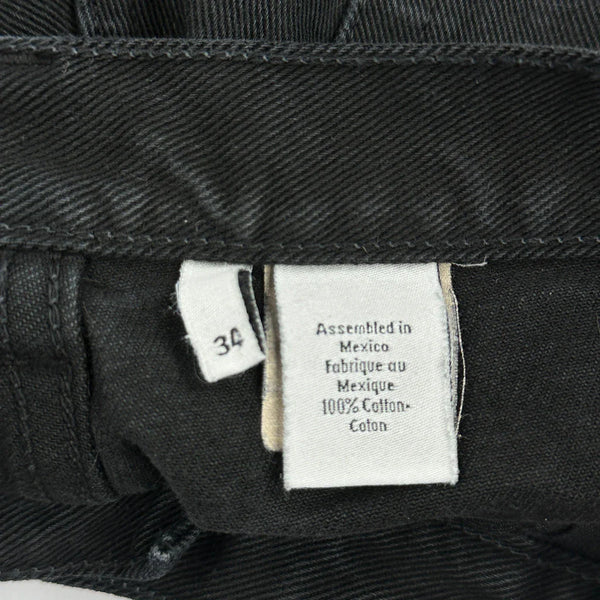 34
Assembled in
Mexico
Fabrique au
Mexique
100% Cotton-
Coton